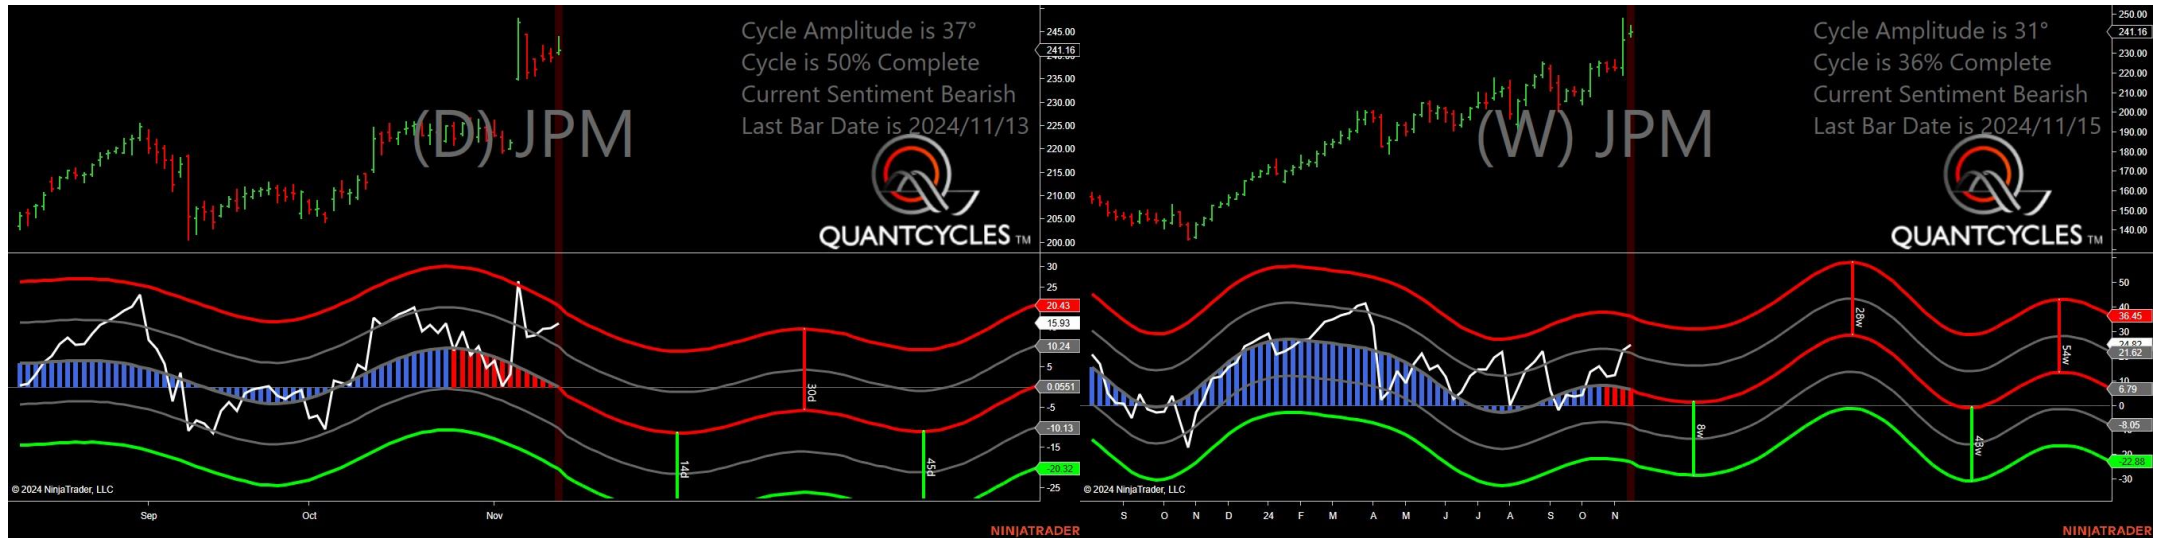 Cycle Amplitude is 37°
Cycle is 50% Complete
Current Sentiment Bearish
Last Bar Date is 2024/11/13
(D) JPM
QUANTCYCLES TM
245.00
241.16
235.00
230.00
225.00
220.00
215.00
210.00
205.00
200.00
30
25
20.43
15.93
10.24
5
0.0551
-5
-10.13
-15
-20.32
-25
14d
30d
45d
© 2024 NinjaTrader, LLC
Sep Oct Nov
NINJATRADER
Cycle Amplitude is 31°
Cycle is 36% Complete
Current Sentiment Bearish
Last Bar Date is 2024/11/15
(W) JPM
QUANTCYCLES TM
250.00
241.16
230.00
220.00
210.00
200.00
190.00
180.00
170.00
160.00
150.00
140.00
50
40
36.45
30
24.82
21.62
10
6.79
0
-8.05
-22.88
-30
8w
28w
43w
54w
© 2024 NinjaTrader, LLC
S O N D 24 F M A M J J A S O N
NINJATRADER